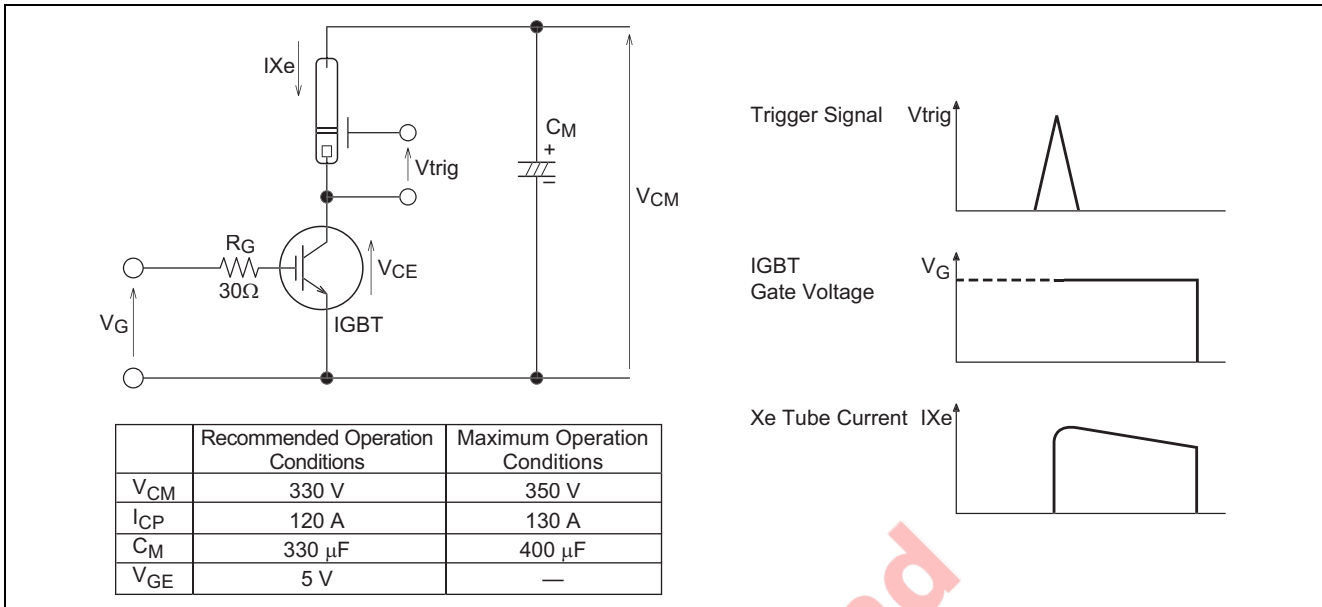 IXe
Vtrig
CM
+
VCM
RG
30Ω
VCE
IGBT
VG
Trigger Signal Vtrig
IGBT
Gate Voltage
VG
Xe Tube Current IXe
Recommended Operation Conditions Maximum Operation Conditions
VCM 330 V 350 V
ICP 120 A 130 A
CM 330 μF 400 μF
VGE 5 V —